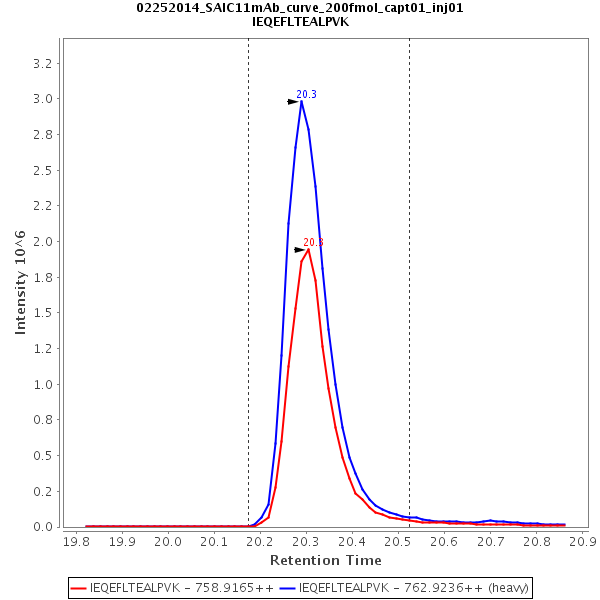 02252014_SAIC11mAb_curve_200fmol_capt01_inj01
IEQEFLTEALPVK
3.2
3.0
2.8
2.5
2.2
2.0
1.8
1.5
1.2
1.0
0.8
0.5
0.2
0.0
Intensity 10^6
20.3
20.3
19.8 19.9 20.0 20.1 20.2 20.3 20.4 20.5 20.6 20.7 20.8 20.9
Retention Time
IEQEFLTEALPVK - 758.9165++ IEQEFLTEALPVK - 762.9236++ (heavy)